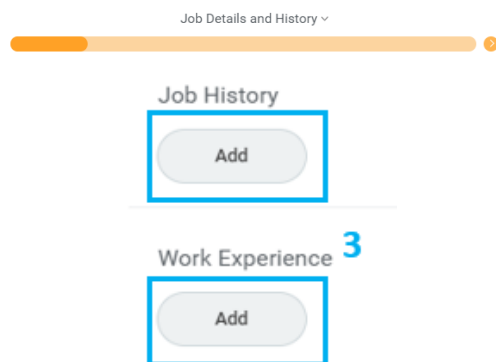 Job Details and History
Job History
Add
Work Experience 3
Add